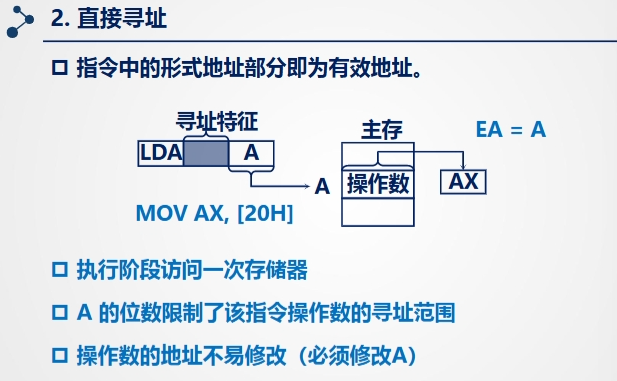 2. 直接寻址
指令中的形式地址部分即为有效地址。
寻址特征
主存
EA = A
LDA
A
A
操作数
AX
MOV AX, [20H]
执行阶段访问一次存储器
A 的位数限制了该指令操作数的寻址范围
操作数的地址不易修改（必须修改A）